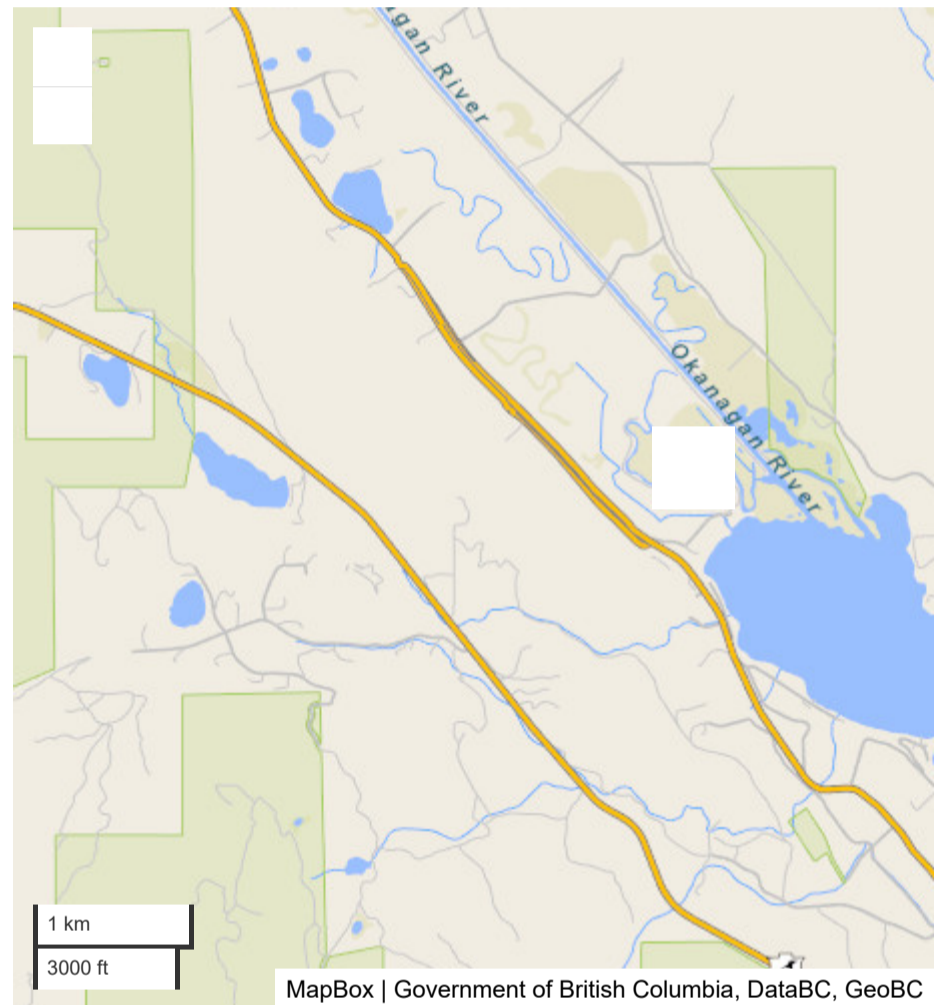 agan River
Okanagan River
1 km
3000 ft
MapBox | Government of British Columbia, DataBC, GeoBC